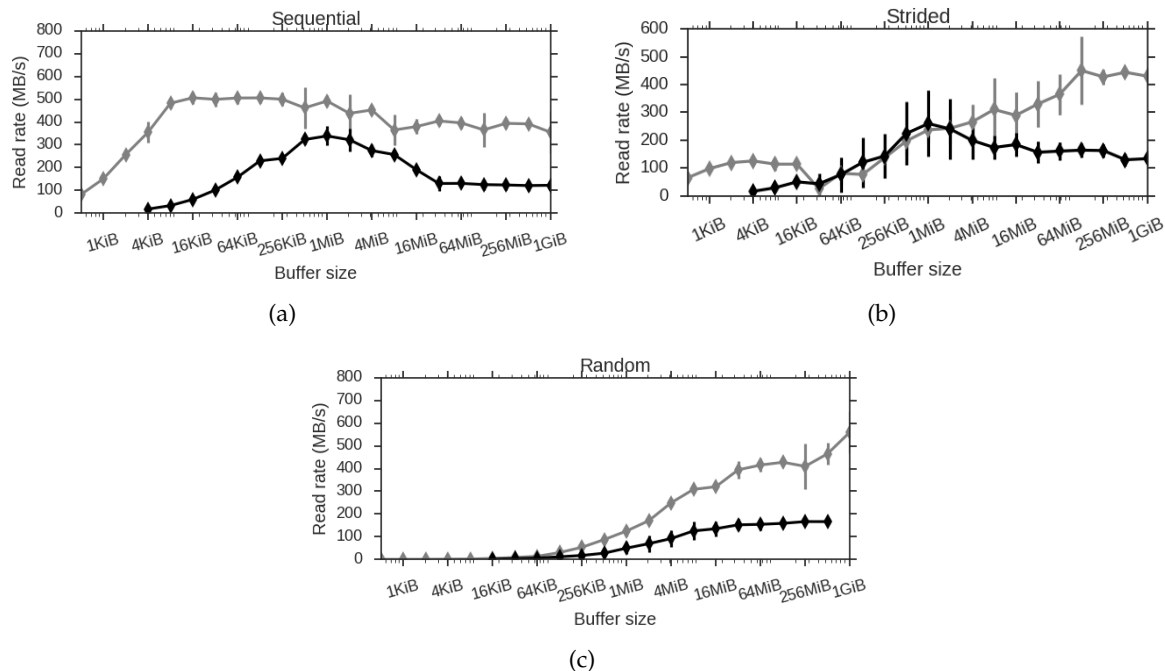 Sequential
800
700
600
500
400
300
200
100
0
Read rate (MB/s)
1KiB 4KiB 16KiB 64KiB 256KiB 1MiB 4MiB 16MiB 64MiB 256MiB 1GiB
Buffer size
(a)
Strided
600
500
400
300
200
100
0
Read rate (MB/s)
1KiB 4KiB 16KiB 64KiB 256KiB 1MiB 4MiB 16MiB 64MiB 256MiB 1GiB
Buffer size
(b)
Random
800
700
600
500
400
300
200
100
0
Read rate (MB/s)
1KiB 4KiB 16KiB 64KiB 256KiB 1MiB 4MiB 16MiB 64MiB 256MiB 1GiB
Buffer size
(c)